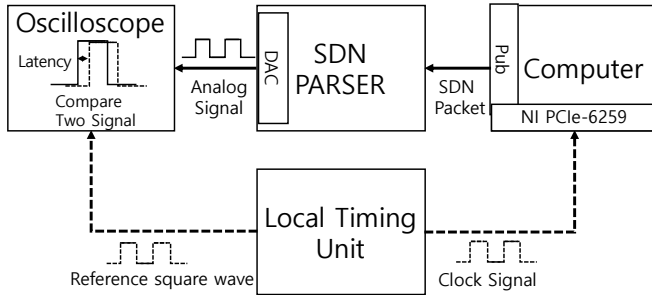 Oscilloscope
Latency
Compare
Two Signal
Analog
Signal
DAC
SDN
PARSER
SDN
Packet
Pub
Computer
NI PCIe-6259
Local Timing
Unit
Reference square wave
Clock Signal